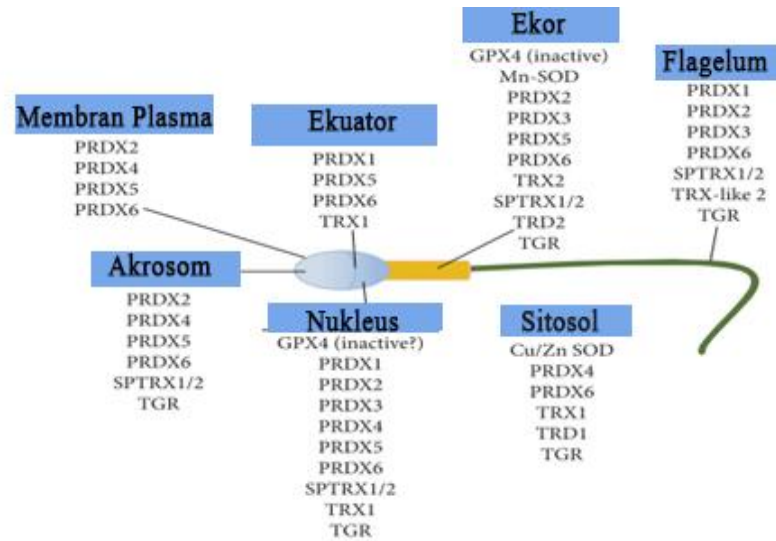 Membran Plasma
PRDX2
PRDX4
PRDX5
PRDX6
Ekuator
PRDX1
PRDX5
PRDX6
TRX1
Ekor
GPX4 (inactive)
Mn-SOD
PRDX2
PRDX3
PRDX5
PRDX6
TRX2
SPTRX1/2
TRD2
TGR
Flagelum
PRDX1
PRDX2
PRDX3
PRDX6
SPTRX1/2
TRX-like 2
TGR
Akrosom
PRDX2
PRDX4
PRDX5
PRDX6
SPTRX1/2
TGR
Nukleus
GPX4 (inactive?)
PRDX1
PRDX2
PRDX3
PRDX4
PRDX5
PRDX6
SPTRX1/2
TRX1
TGR
Sitosol
Cu/Zn SOD
PRDX4
PRDX6
TRX1
TRD1
TGR